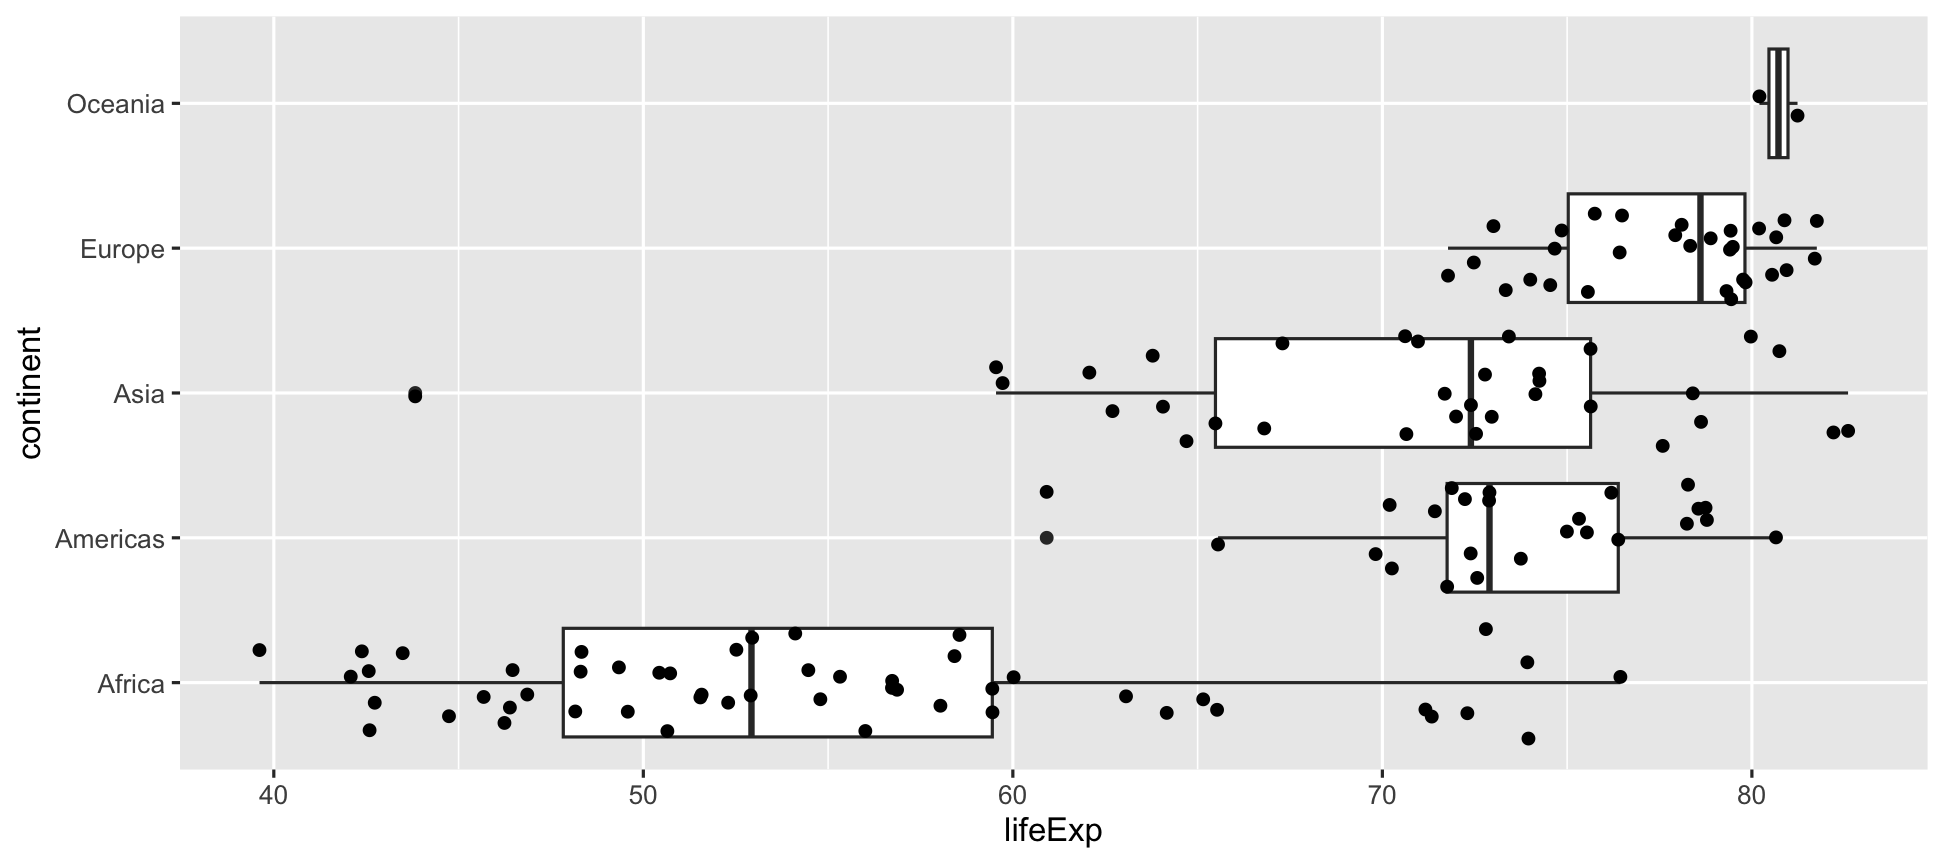 Oceania
Europe
Asia
Americas
Africa
continent
40 50 60 70 80
lifeExp